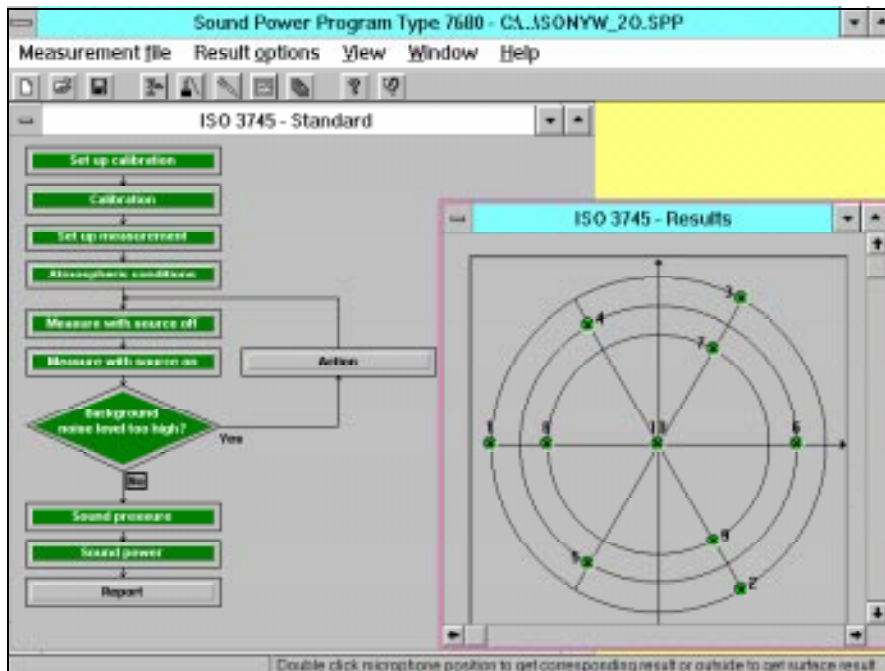 Sound Power Program Type 7680 - C:\...\SONYW_20.SPP
Measurement file Result options View Window Help
ISO 3745 - Standard
Set up calibration
Calibration
Set up measurement
Atmospheric conditions
Measure with source off
Measure with source on
Action
Background
noise level too high?
Yes
No
Sound pressure
Sound power
Report
ISO 3745 - Results
3
4
7
1
8
6
5
9
2
Double click microphone position to get corresponding result or outside to get surface result